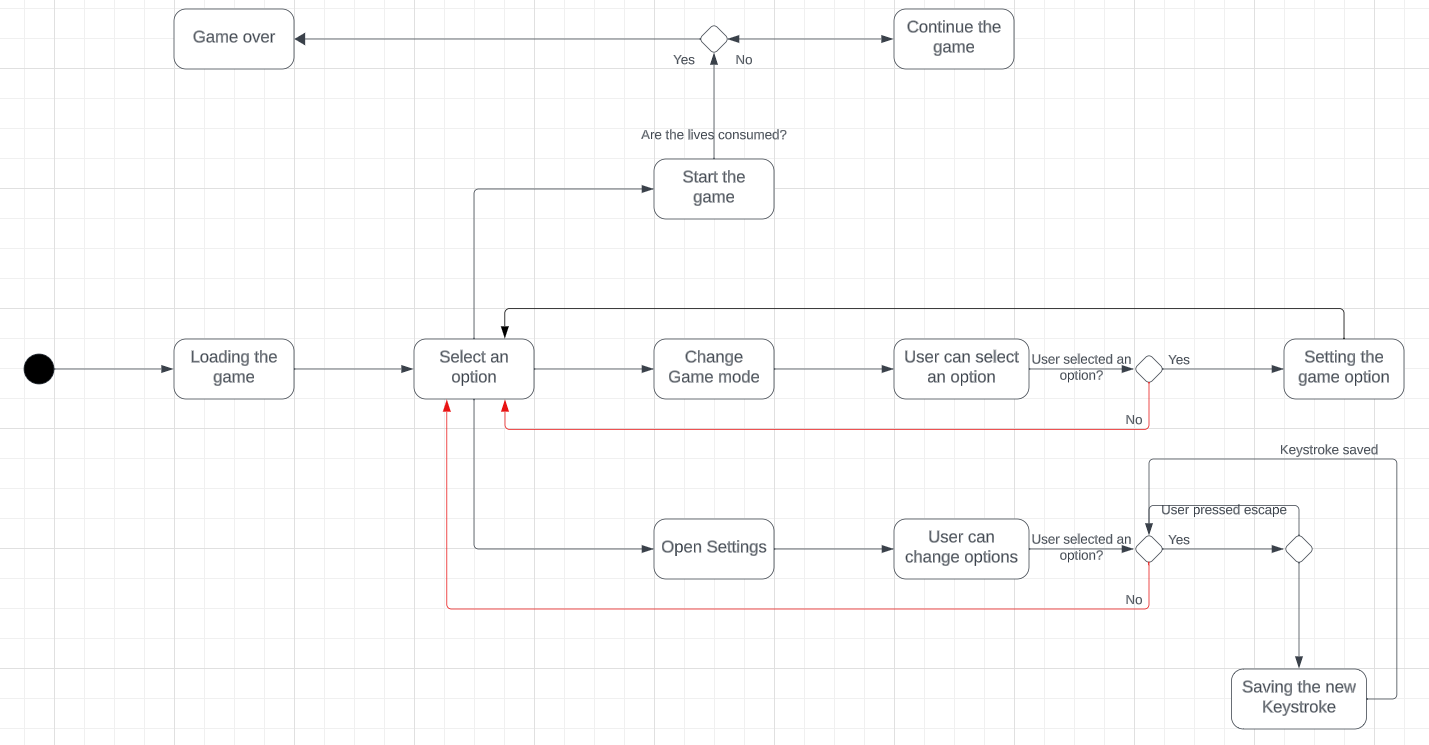 Game over
Continue the
game
Yes
No
Are the lives consumed?
Start the
game
Loading the
game
Select an
option
Change
Game mode
User can select
an option
User selected an
option?
Yes
Setting the
game option
No
Keystroke saved
User pressed escape
Open Settings
User can
change options
User selected an
option?
Yes
No
Saving the new
Keystroke